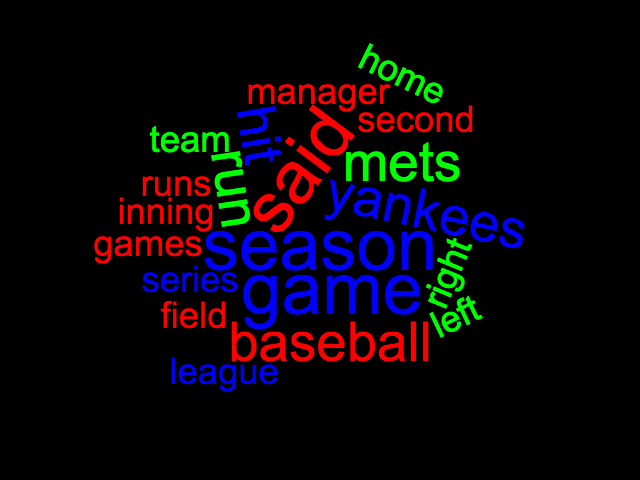 home
manager
second
hit
said
team
mets
run
runs
yankees
inning
season
games
right
series
game
field
left
baseball
league